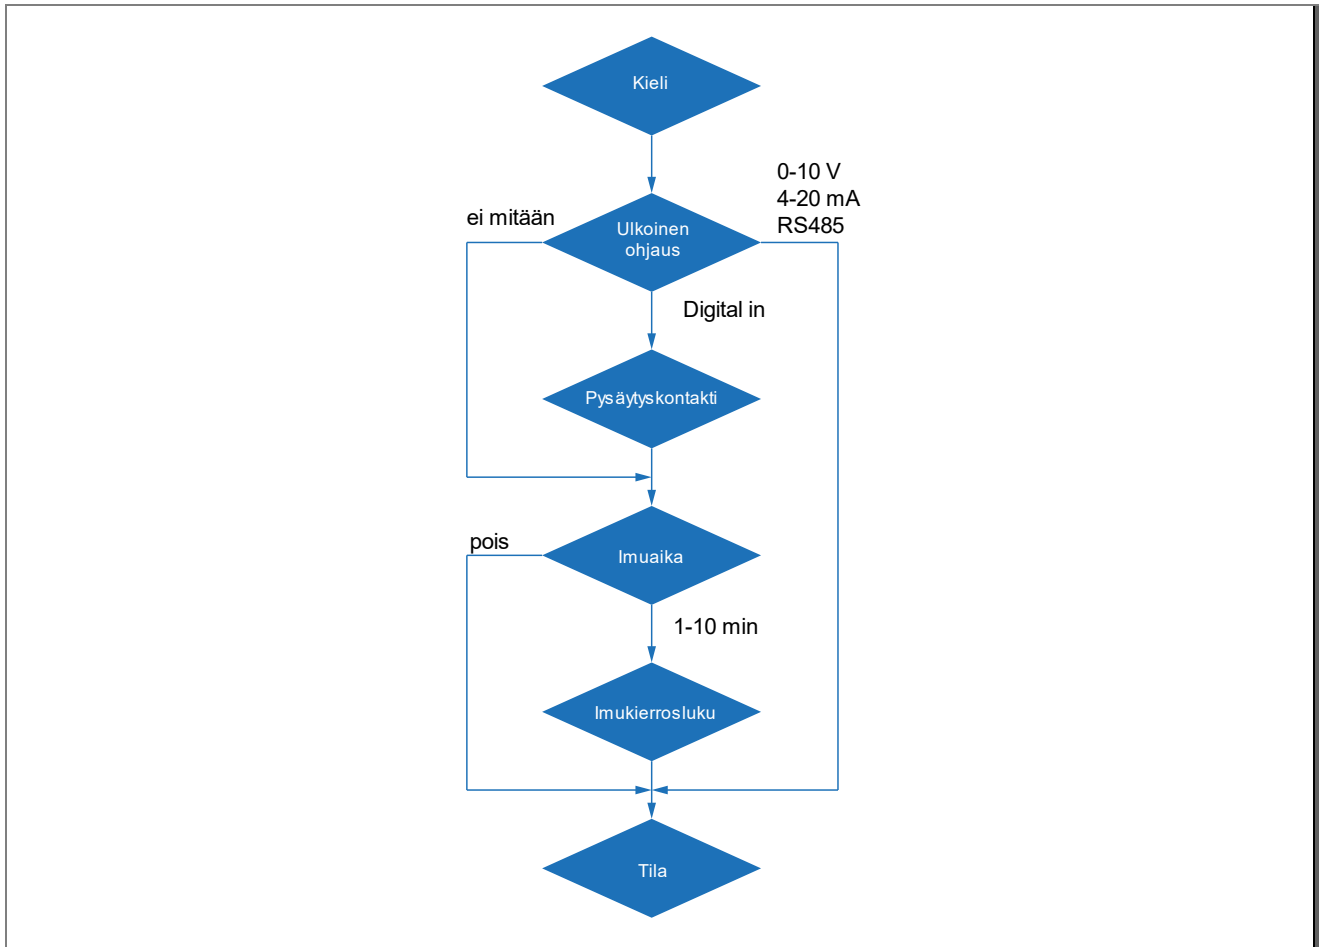 Kieli
0-10 V
4-20 mA
RS485
ei mitään
Ulkoinen
ohjaus
Digital in
Pysäytyskontakti
pois
Imuaika
1-10 min
Imukierrosluku
Tila